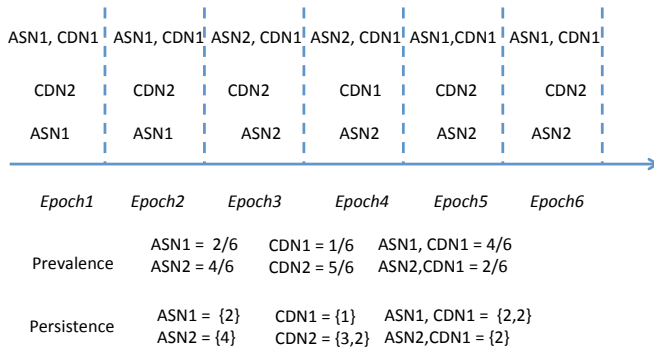 ASN1, CDN1 ASN1, CDN1 ASN2, CDN1 ASN2, CDN1 ASN1,CDN1 ASN1, CDN1
CDN2 CDN2 CDN2 CDN1 CDN2 CDN2
ASN1 ASN1 ASN2 ASN2 ASN2 ASN2
Epoch1 Epoch2 Epoch3 Epoch4 Epoch5 Epoch6
Prevalence
ASN1 = 2/6 CDN1 = 1/6 ASN1, CDN1 = 4/6
ASN2 = 4/6 CDN2 = 5/6 ASN2,CDN1 = 2/6
Persistence
ASN1 = {2} CDN1 = {1} ASN1, CDN1 = {2,2}
ASN2 = {4} CDN2 = {3,2} ASN2,CDN1 = {2}